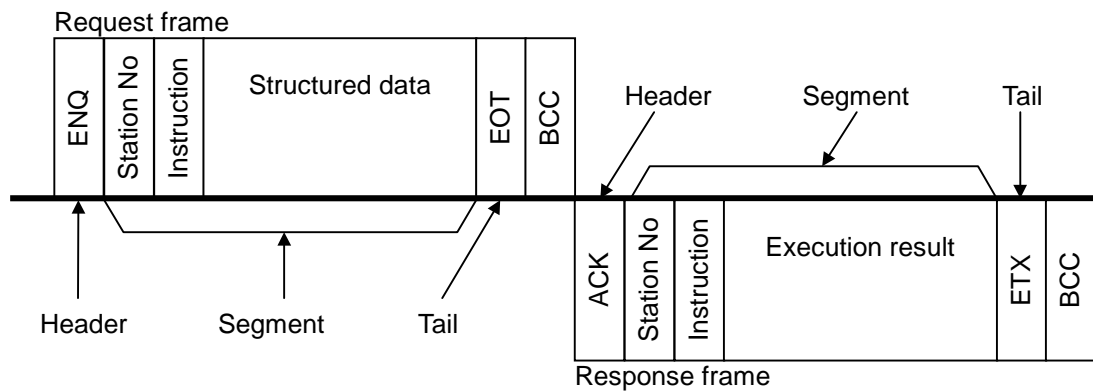 Request frame
ENQ
Station No
Instruction
Structured data
EOT
BCC
Header
Segment
Tail
Header
Segment
Tail
ACK
Station No
Instruction
Execution result
ETX
BCC
Response frame